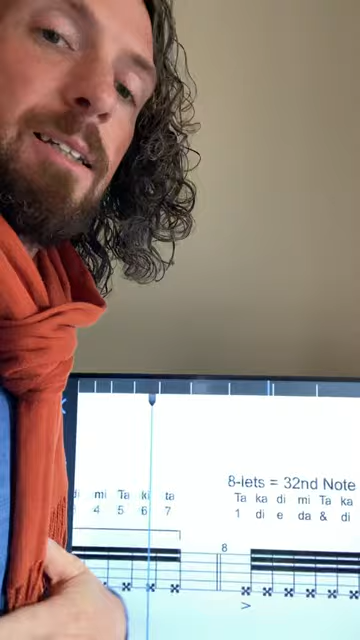 8-lets = 32nd Note
di mi Ta ki ta
Ta ka di mi Ta ka
4 5 6 7
1 di e da & di
8